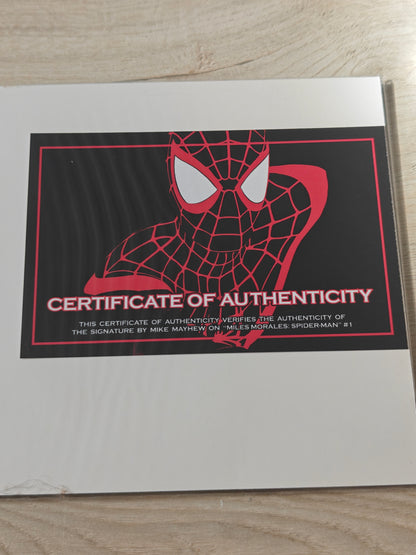 CERTIFICATE OF AUTHENTICITY
THIS CERTIFICATE OF AUTHENTICITY VERIFIES THE AUTHENTICITY OF
THE SIGNATURE BY MIKE MAYHEW ON "MILES MORALES: SPIDER-MAN" #1